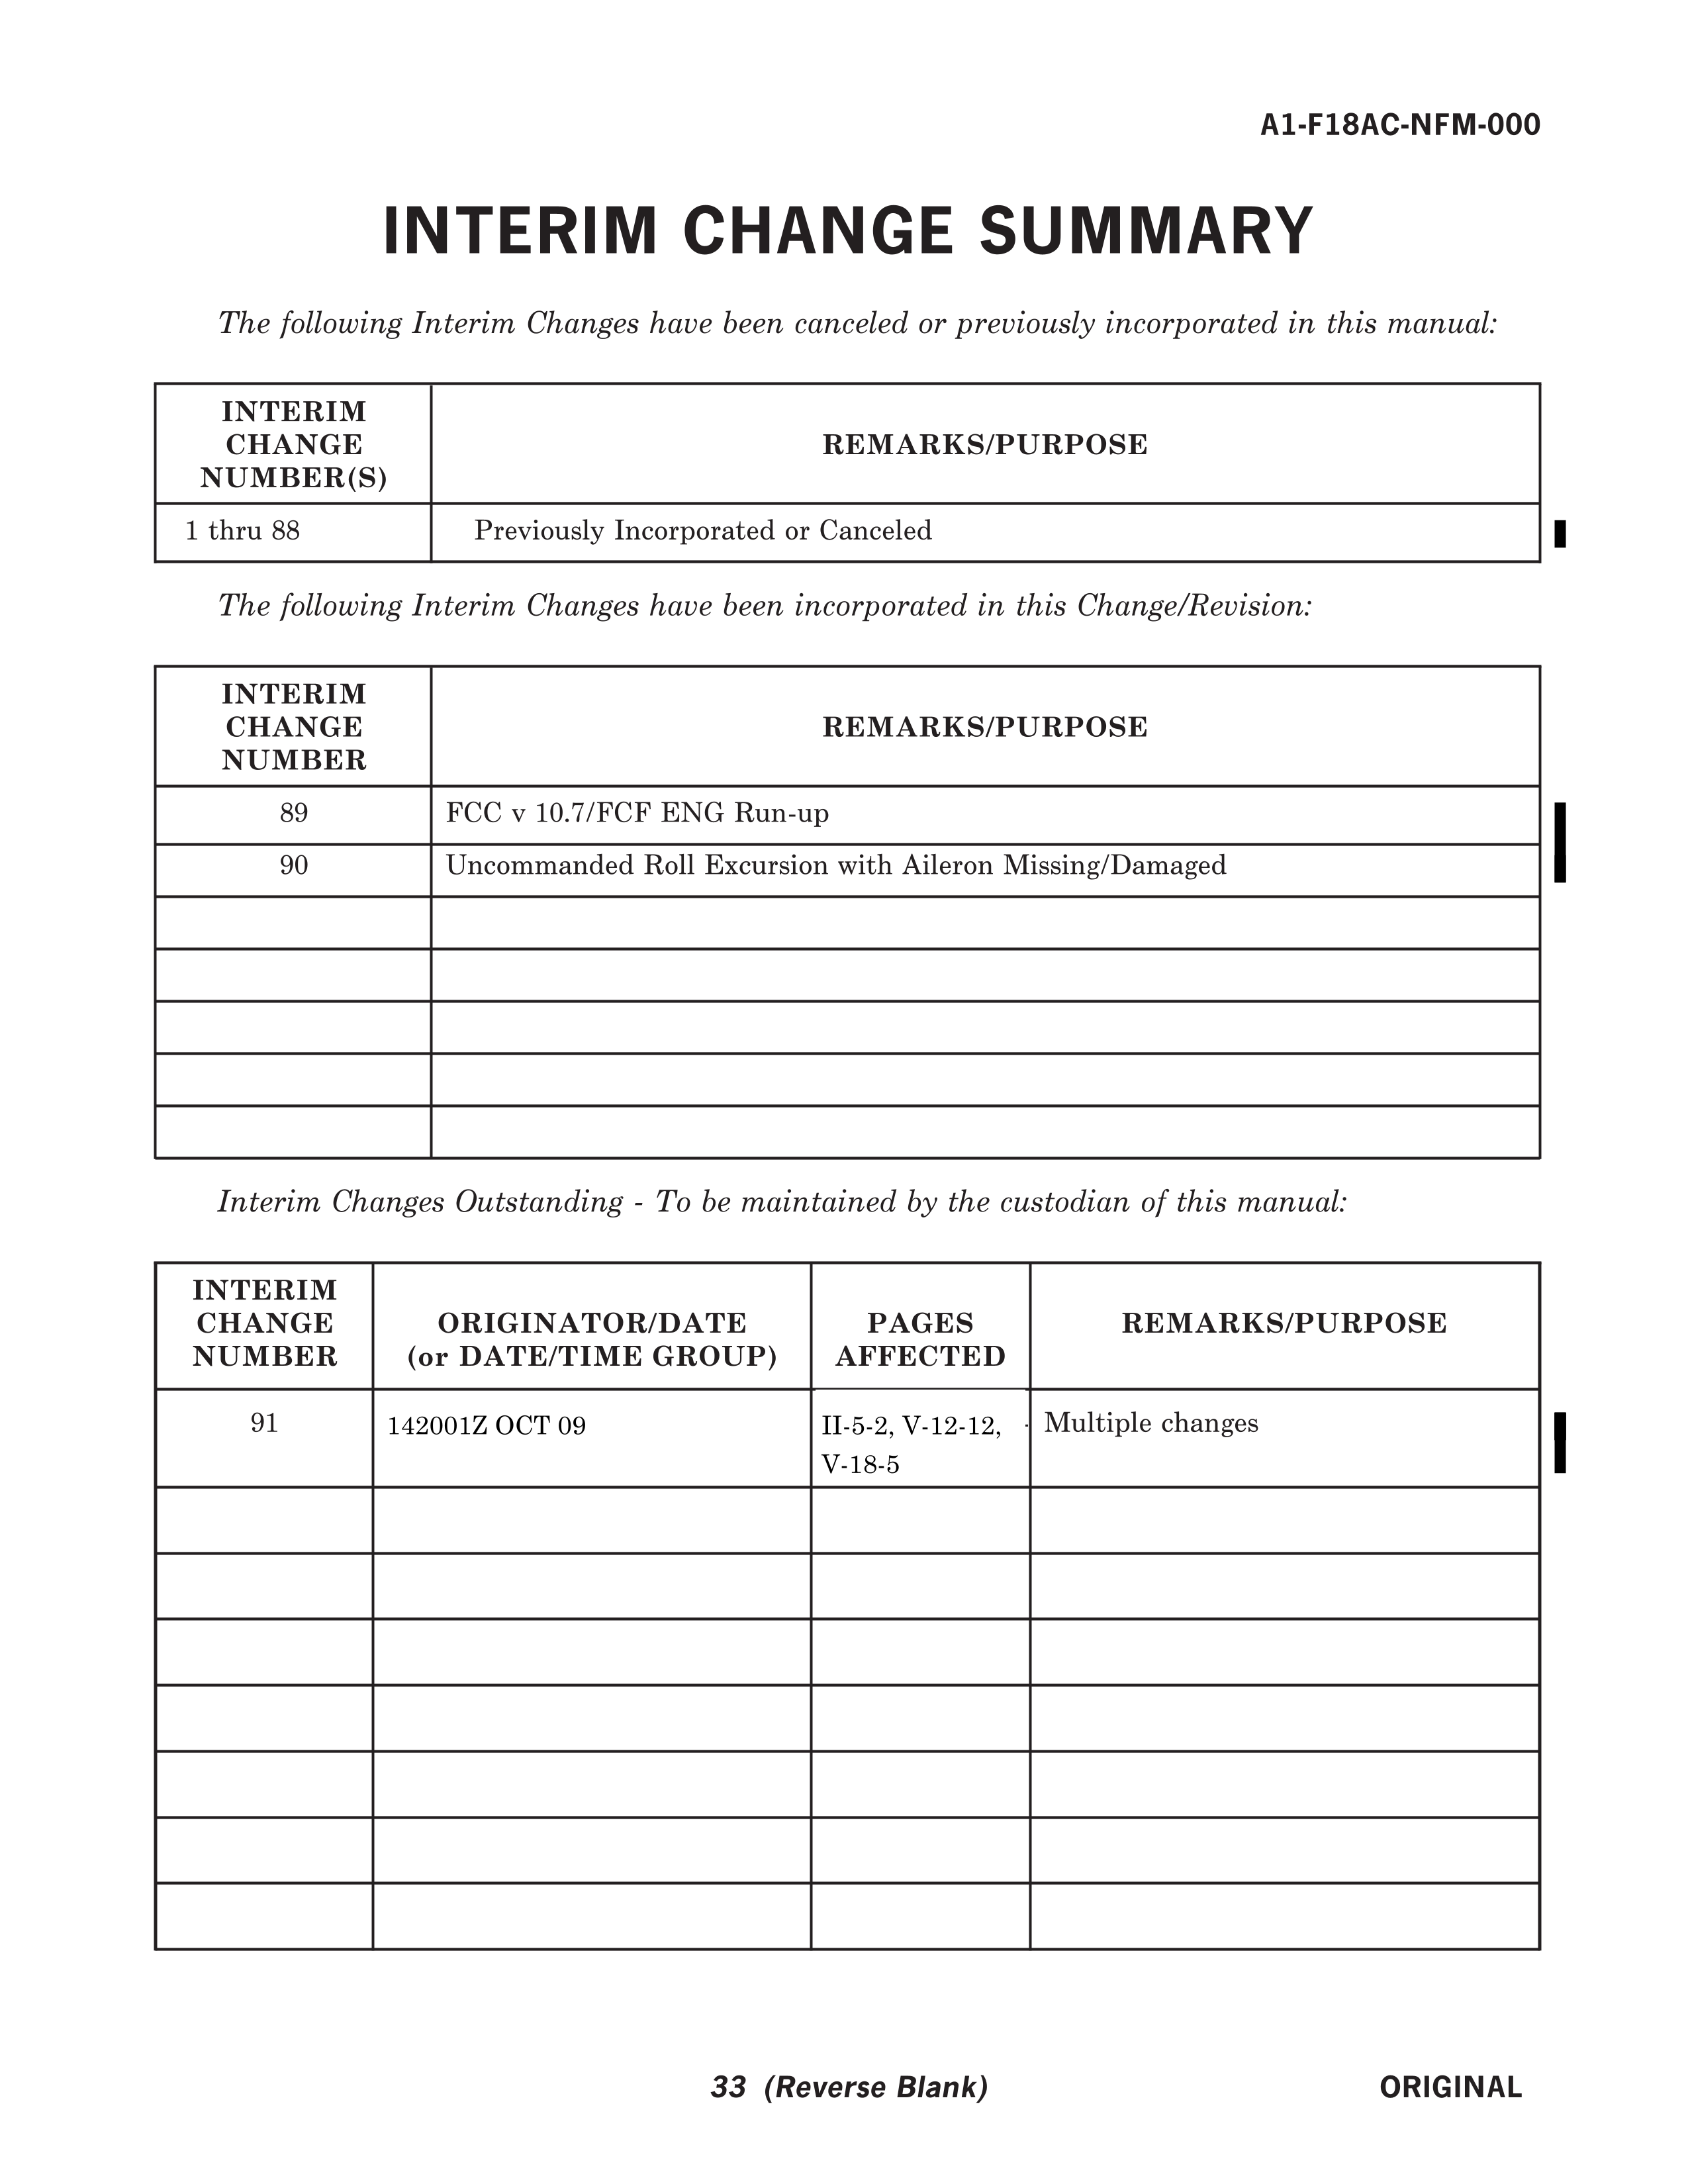 A1-F18AC-NFM-000
INTERIM CHANGE SUMMARY
The following Interim Changes have been canceled or previously incorporated in this manual:
INTERIM
CHANGE
NUMBER(S)
REMARKS/PURPOSE
1 thru 88
Previously Incorporated or Canceled
The following Interim Changes have been incorporated in this Change/Revision:
INTERIM
CHANGE
NUMBER
REMARKS/PURPOSE
89
FCC v 10.7/FCF ENG Run-up
90
Uncommanded Roll Excursion with Aileron Missing/Damaged
Interim Changes Outstanding - To be maintained by the custodian of this manual:
INTERIM
CHANGE
NUMBER
ORIGINATOR/DATE
(or DATE/TIME GROUP)
PAGES
AFFECTED
REMARKS/PURPOSE
91
142001Z OCT 09
II-5-2, V-12-12,
V-18-5
Multiple changes
33 (Reverse Blank)
ORIGINAL